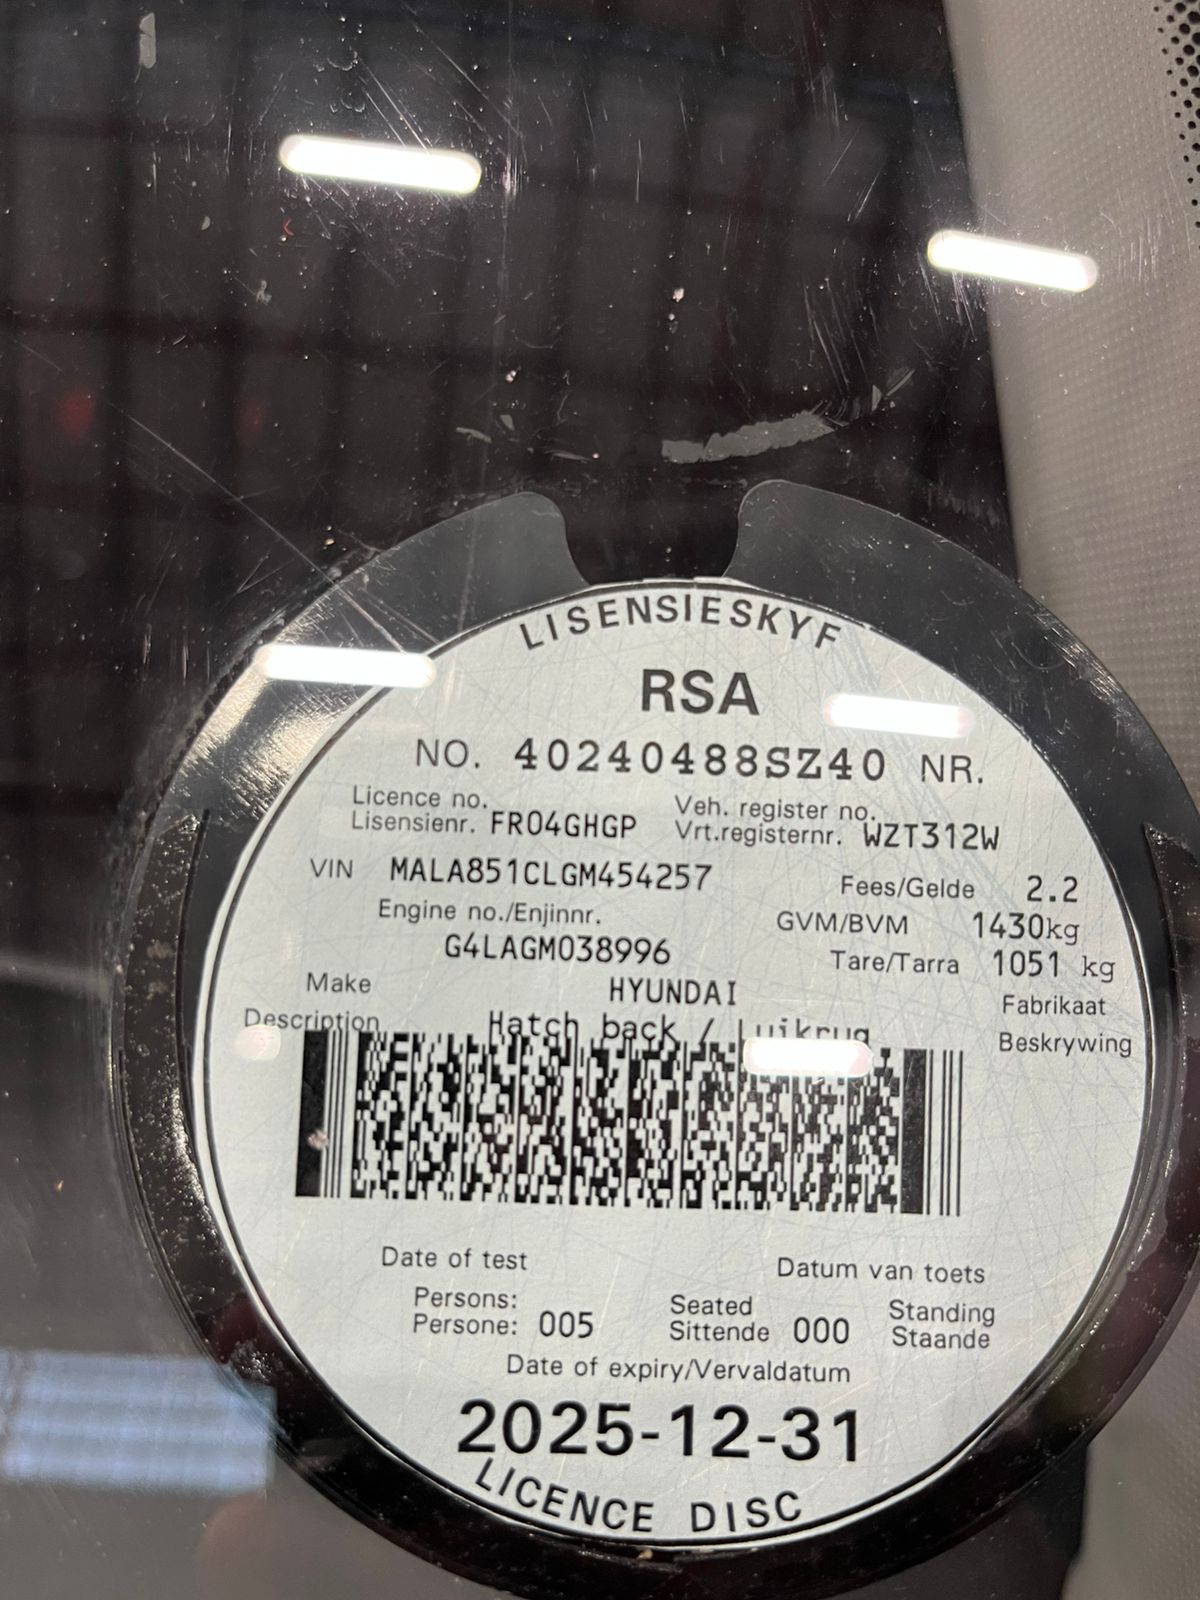 LISENSIESKYF
RSA
NO. 40240488SZ40 NR.
Licence no. Veh. register no.
Lisensienr. FR04GHGP Vrt.registernr. WZT312W
VIN MALA851CLGM454257 Fees/Gelde 2.2
Engine no./Enjinnr. GVM/BVM 1430kg
G4LAGM038996 Tare/Tarra 1051 kg
Make HYUNDAI Fabrikaat
Description Hatch back / Luikrug Beskrywing
Date of test Datum van toets
Persons: Seated Standing
Persone: 005 Sittende 000 Staande
Date of expiry/Vervaldatum
2025-12-31
LICENCE DISC